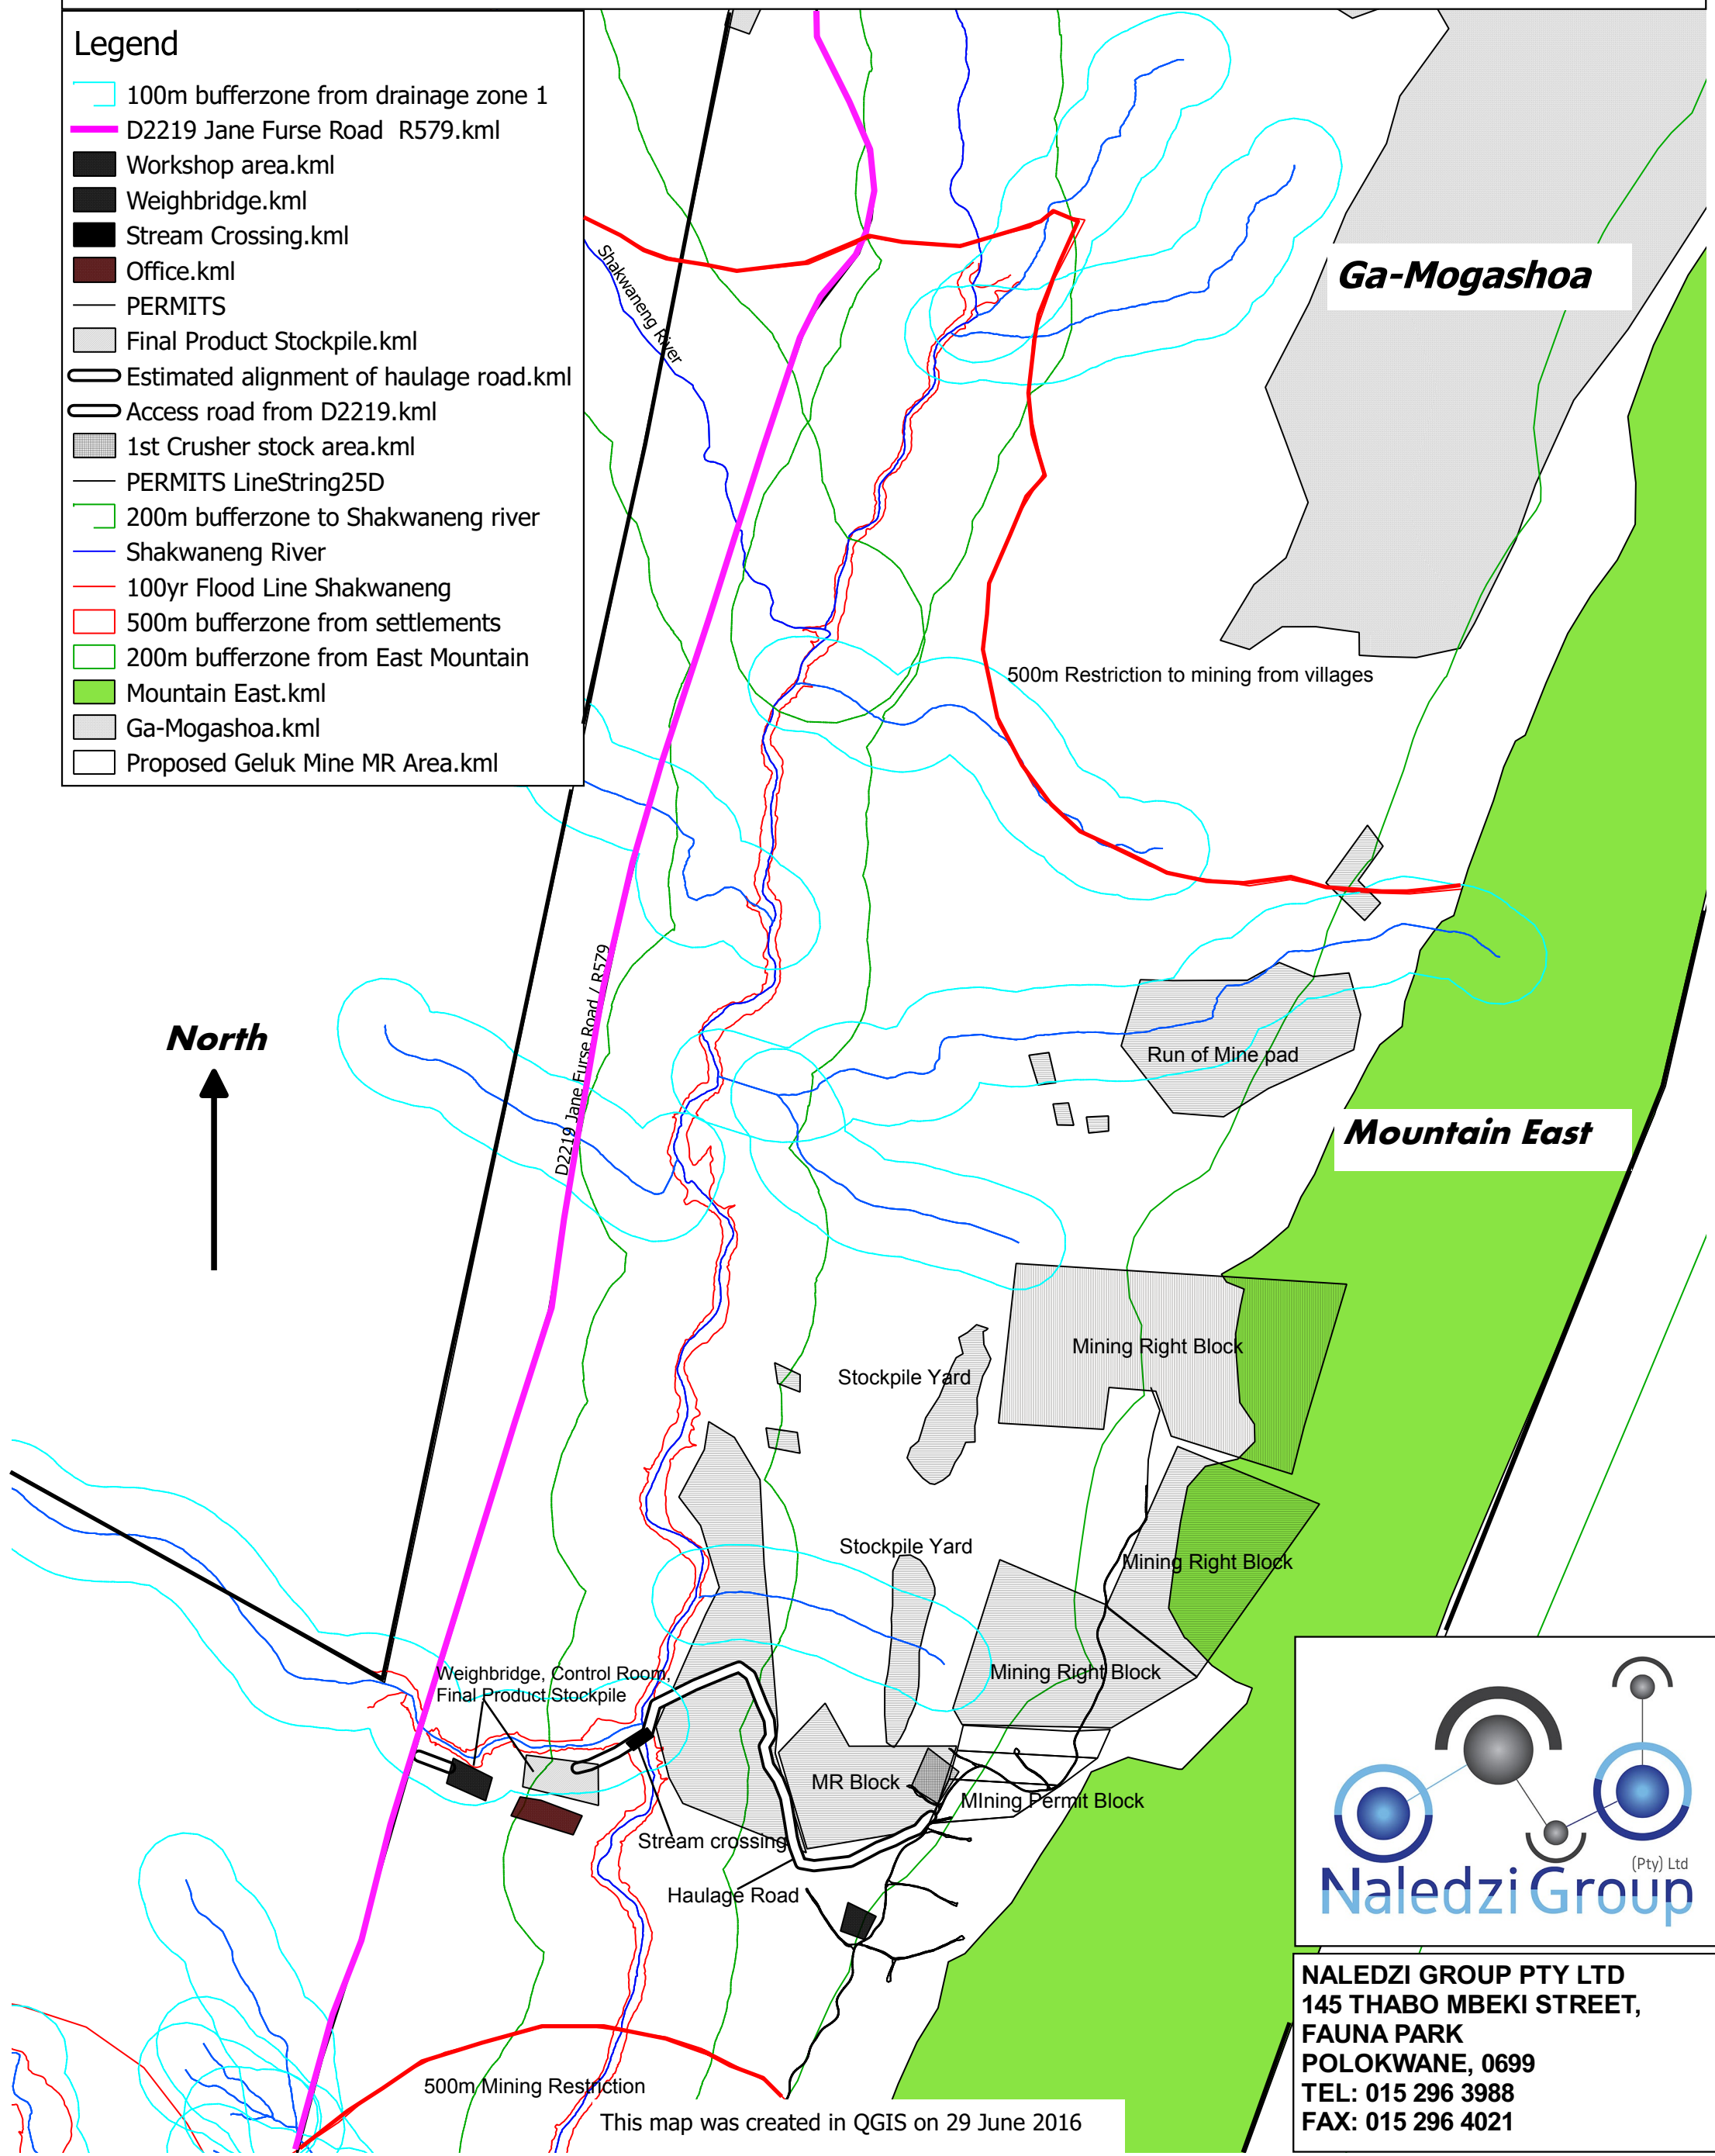 Legend
100m bufferzone from drainage zone 1
D2219 Jane Furse Road  R579.kml
Workshop area.kml
Weighbridge.kml
Stream Crossing.kml
Office.kml
PERMITS
Final Product Stockpile.kml
Estimated alignment of haulage road.kml
Access road from D2219.kml
1st Crusher stock area.kml
PERMITS LineString25D
200m bufferzone to Shakwaneng river
Shakwaneng River
100yr Flood Line Shakwaneng
500m bufferzone from settlements
200m bufferzone from East Mountain
Mountain East.kml
Ga-Mogashoa.kml
Proposed Geluk Mine MR Area.kml
Shakwaneng River
Ga-Mogashoa
500m Restriction to mining from villages
D2219 Jane Furse Road / R579
North
Run of Mine pad
Mountain East
Mining Right Block
Stockpile Yard
Stockpile Yard
Mining Right Block
Mining Right Block
Weighbridge, Control Room,
Final Product Stockpile
MR Block
MIning Permit Block
Stream crossing
Haulage Road
500m Mining Restriction
This map was created in QGIS on 29 June 2016
(Pty) Ltd
Naledzi Group
NALEDZI GROUP PTY LTD
145 THABO MBEKI STREET,
FAUNA PARK
POLOKWANE, 0699
TEL: 015 296 3988
FAX: 015 296 4021